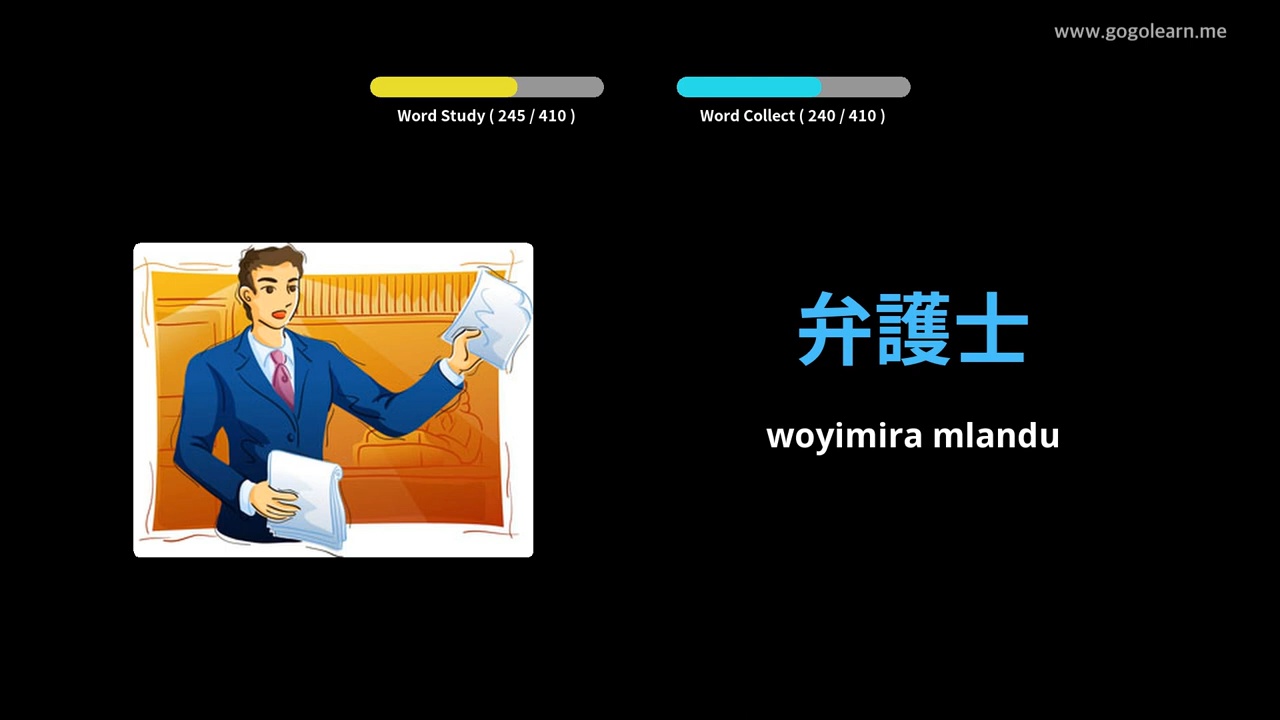 www.gogolearn.me
Word Study ( 245 / 410 )
Word Collect ( 240 / 410 )
弁護士
woyimira mlandu